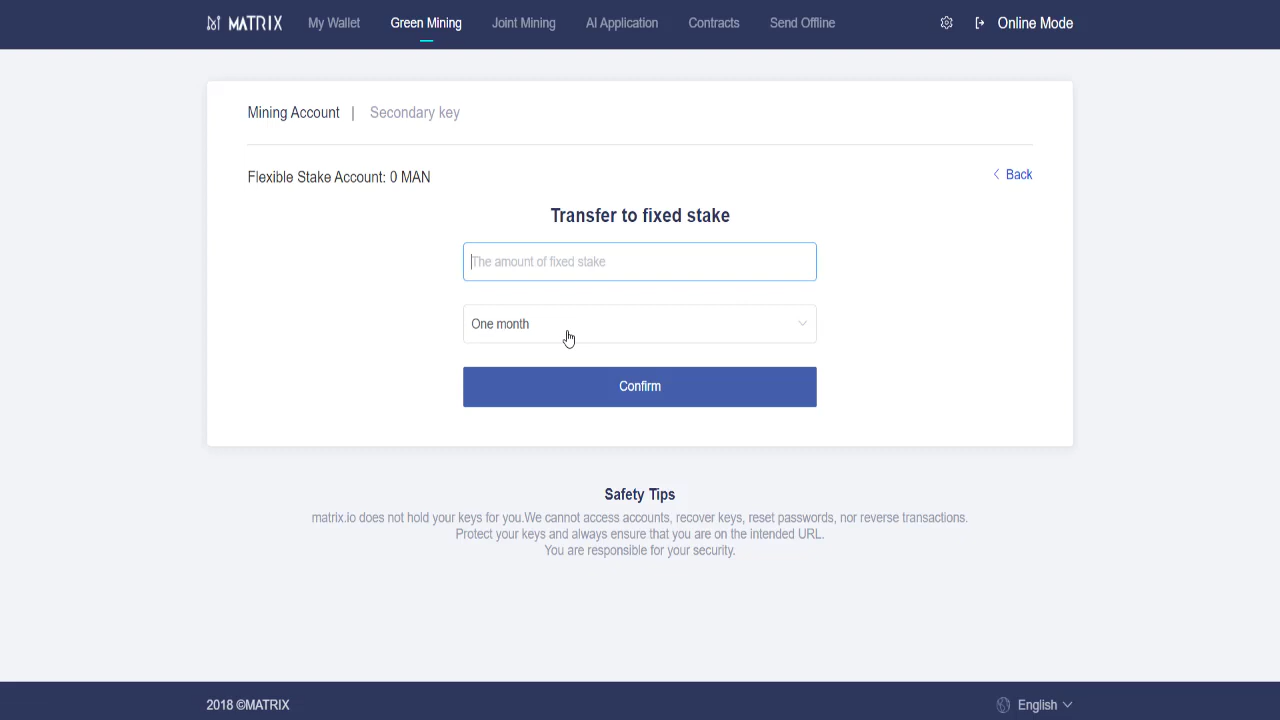 MATRIX My Wallet Green Mining Joint Mining AI Application Contracts Send Offline Online Mode
Mining Account | Secondary key
Flexible Stake Account: 0 MAN
Back
Transfer to fixed stake
The amount of fixed stake
One month
Confirm
Safety Tips
matrix.io does not hold your keys for you.We cannot access accounts, recover keys, reset passwords, nor reverse transactions.
Protect your keys and always ensure that you are on the intended URL.
You are responsible for your security.
2018 ©MATRIX English